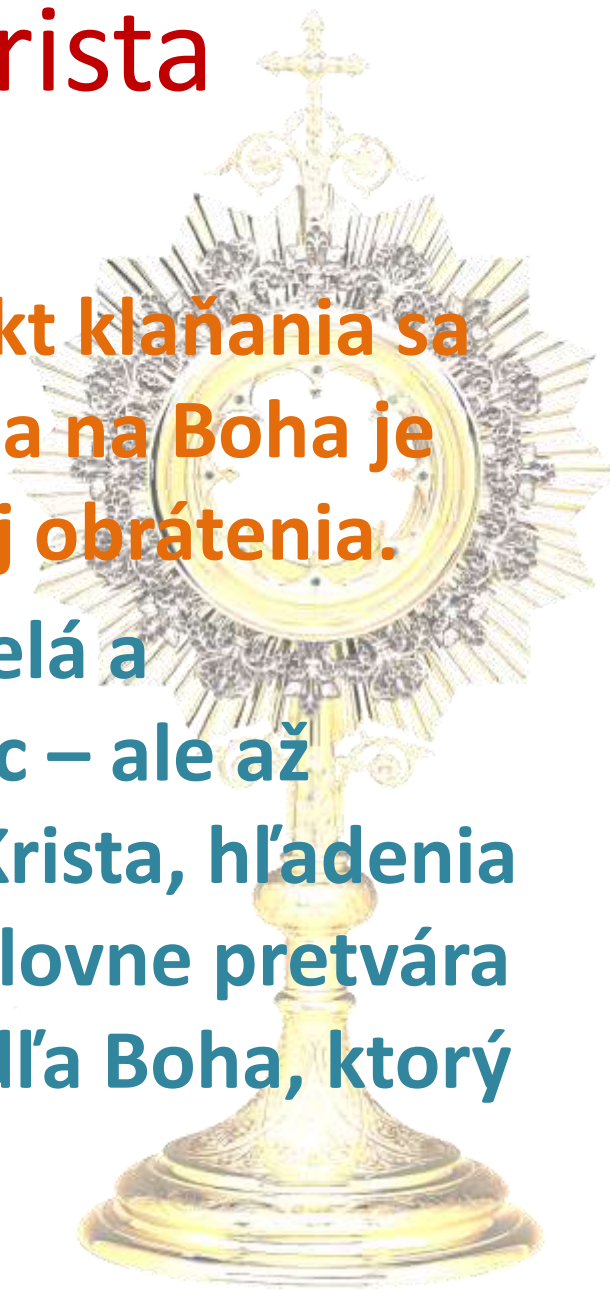 rista
kt klaňania sa
a na Boha je
j obrátenia.
elá a
c – ale až
Krista, hľadenia
lovne pretvára
dľa Boha, ktorý